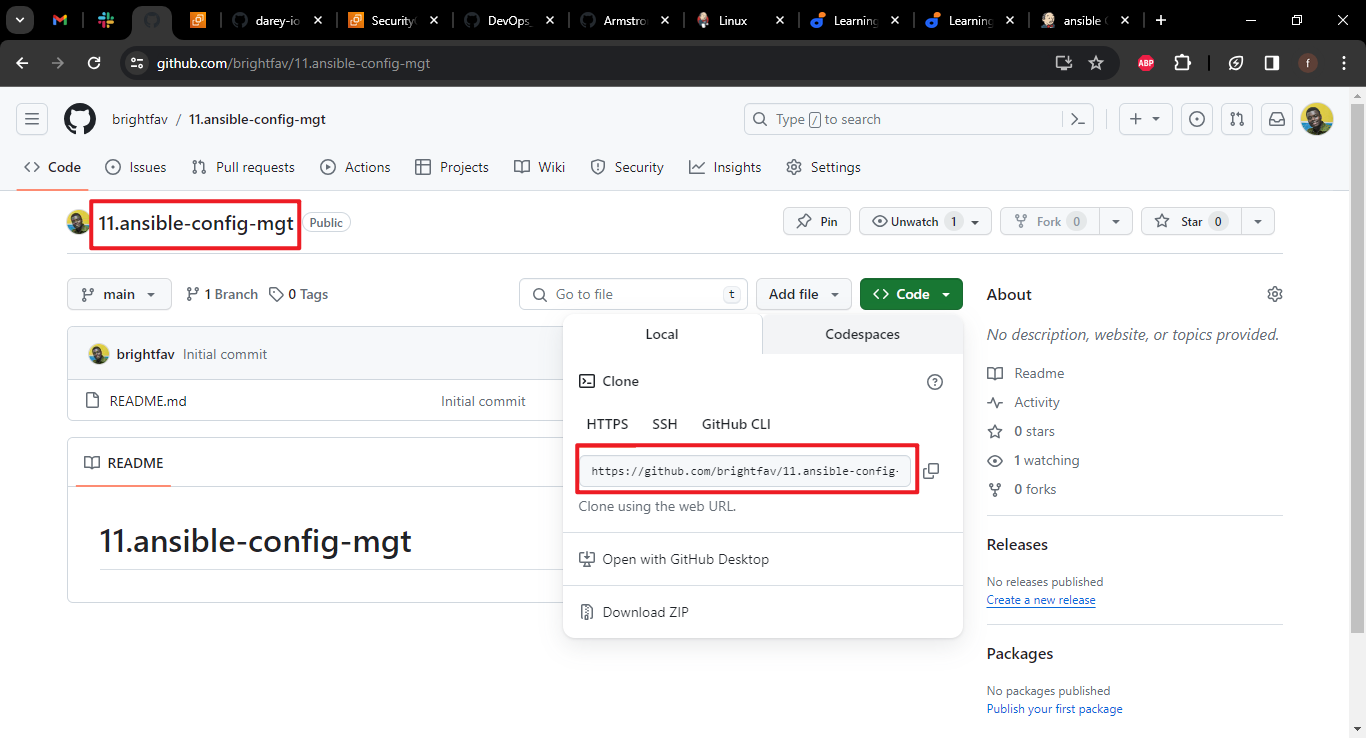 darey-io
Security
DevOps_
Armstro
Linux
Learning
Learning
ansible
github.com/brightfav/11.ansible-config-mgt
ABP
f
brightfav / 11.ansible-config-mgt
Type / to search
Code Issues Pull requests Actions Projects Wiki Security Insights Settings
11.ansible-config-mgt Public
Pin Unwatch 1 Fork 0 Star 0
main 1 Branch 0 Tags Go to file t Add file Code
About
No description, website, or topics provided.
Local Codespaces
brightfav Initial commit
Clone
README.md Initial commit
HTTPS SSH GitHub CLI
https://github.com/brightfav/11.ansible-config-
Clone using the web URL.
Open with GitHub Desktop
Download ZIP
README
11.ansible-config-mgt
Readme
Activity
0 stars
1 watching
0 forks
Releases
No releases published
Create a new release
Packages
No packages published
Publish your first package